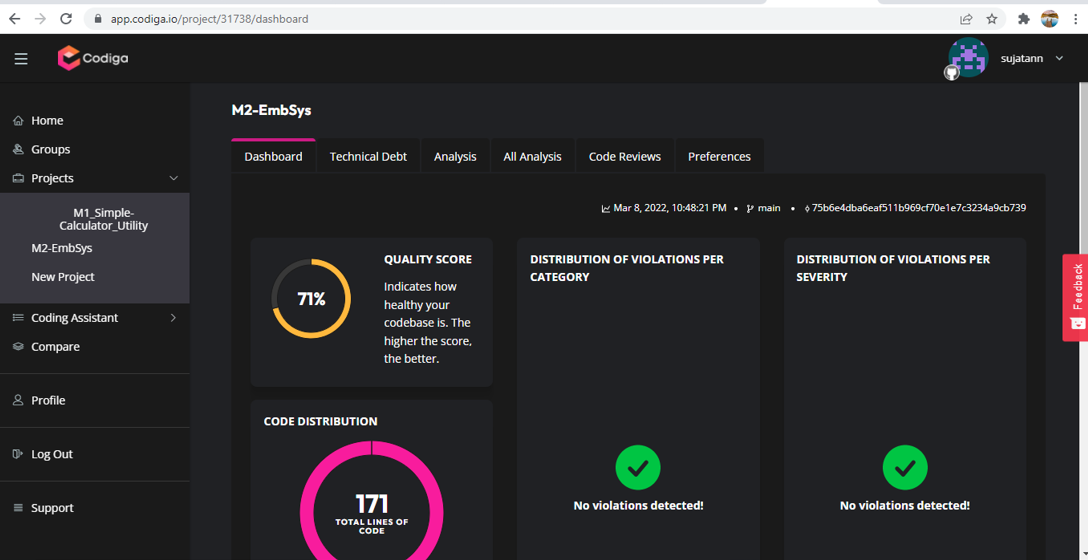 app.codiga.io/project/31738/dashboard
Codiga
sujatann
Home
Groups
Projects
M1_Simple-
Calculator_Utility
M2-EmbSys
New Project
Coding Assistant
Compare
Profile
Log Out
Support
M2-EmbSys
Dashboard
Technical Debt
Analysis
All Analysis
Code Reviews
Preferences
Mar 8, 2022, 10:48:21 PM • main • 75b6e4dba6eaf511b969cf70e1e7c3234a9cb739
71%
QUALITY SCORE
Indicates how
healthy your
codebase is. The
higher the score,
the better.
CODE DISTRIBUTION
171
TOTAL LINES OF
CODE
DISTRIBUTION OF VIOLATIONS PER
CATEGORY
No violations detected!
DISTRIBUTION OF VIOLATIONS PER
SEVERITY
No violations detected!
Feedback